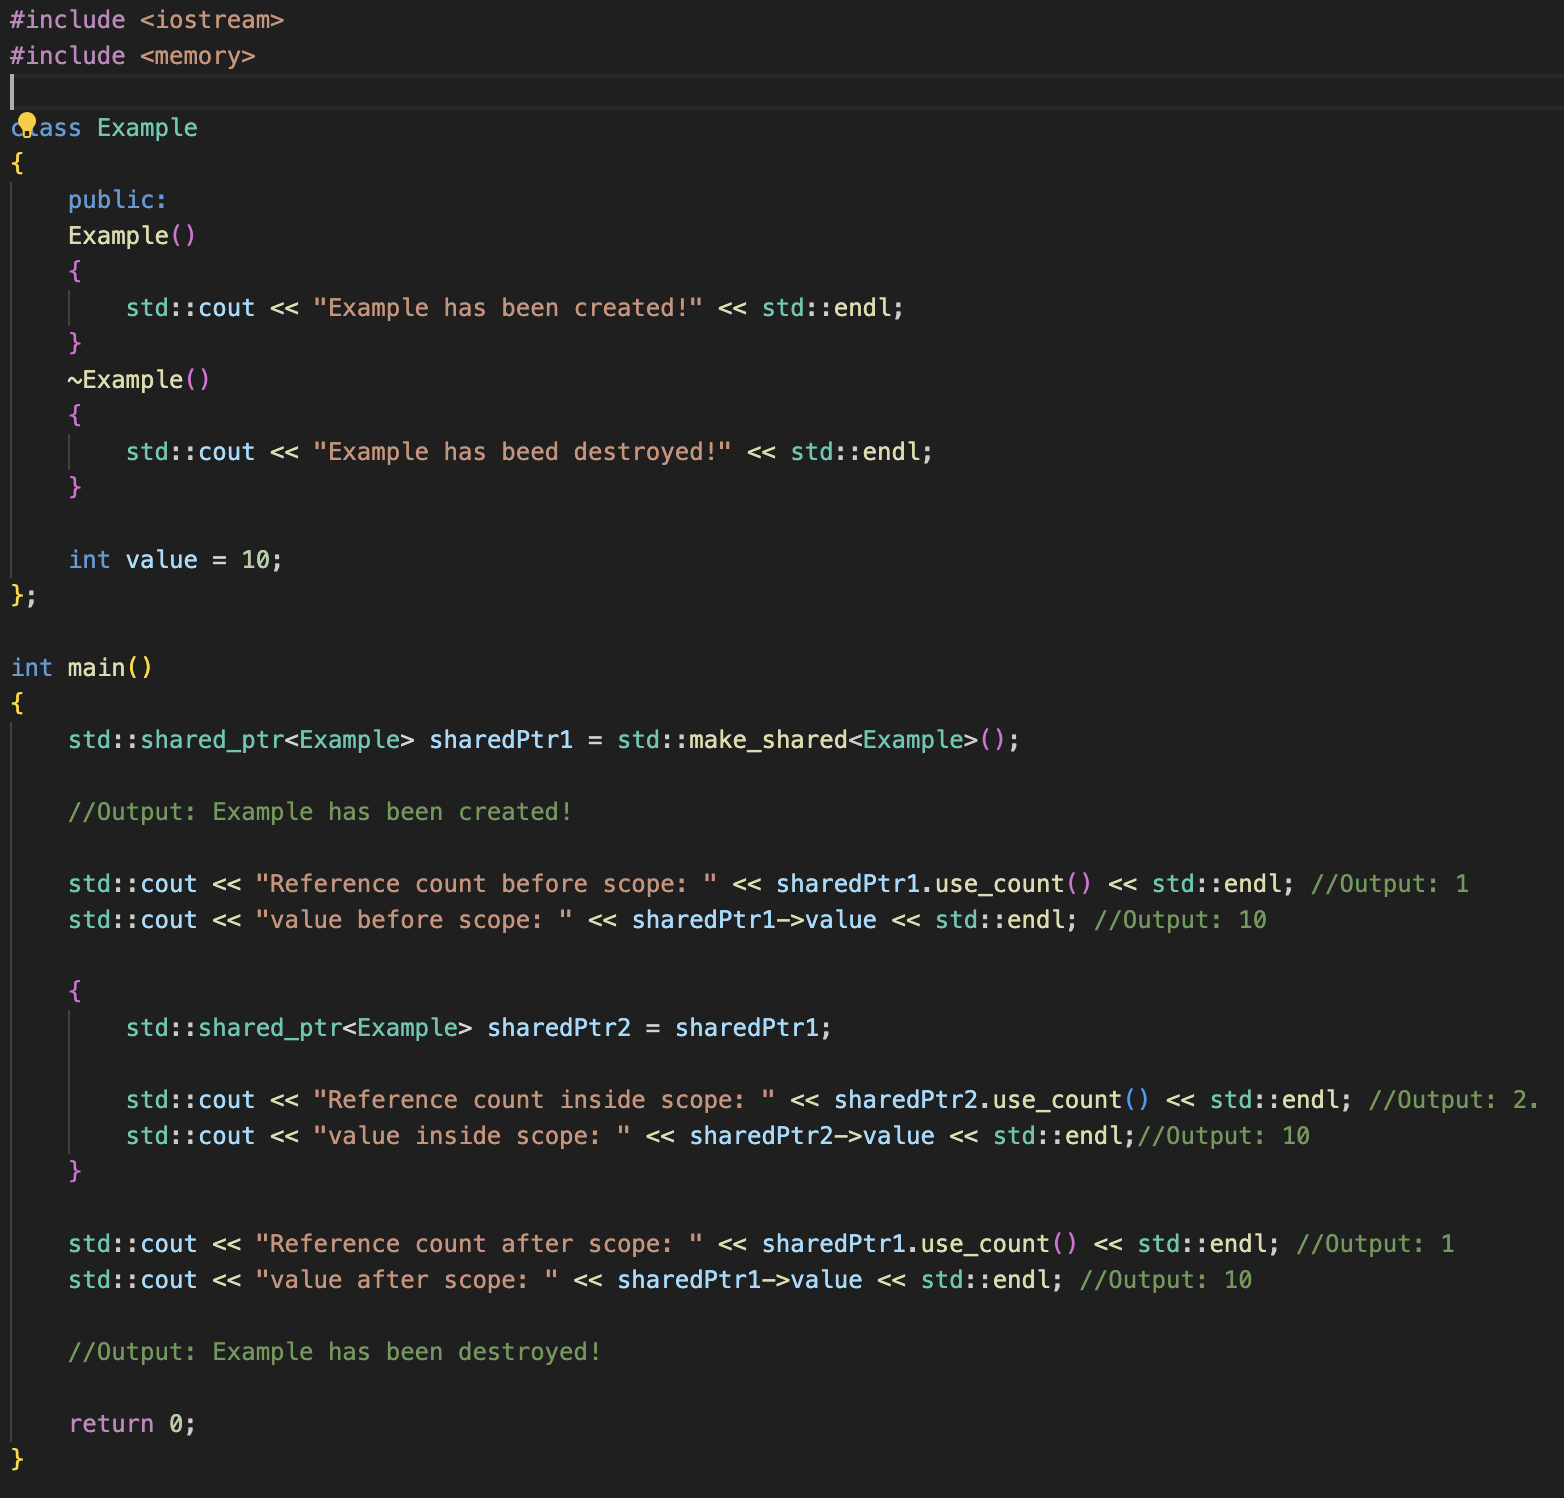 #include <iostream>
#include <memory>
class Example
{
public:
Example()
{
std::cout << "Example has been created!" << std::endl;
}
~Example()
{
std::cout << "Example has beed destroyed!" << std::endl;
}
int value = 10;
};
int main()
{
std::shared_ptr<Example> sharedPtr1 = std::make_shared<Example>();
//Output: Example has been created!
std::cout << "Reference count before scope: " << sharedPtr1.use_count() << std::endl; //Output: 1
std::cout << "value before scope: " << sharedPtr1->value << std::endl; //Output: 10
{
std::shared_ptr<Example> sharedPtr2 = sharedPtr1;
std::cout << "Reference count inside scope: " << sharedPtr2.use_count() << std::endl; //Output: 2.
std::cout << "value inside scope: " << sharedPtr2->value << std::endl;//Output: 10
}
std::cout << "Reference count after scope: " << sharedPtr1.use_count() << std::endl; //Output: 1
std::cout << "value after scope: " << sharedPtr1->value << std::endl; //Output: 10
//Output: Example has been destroyed!
return 0;
}